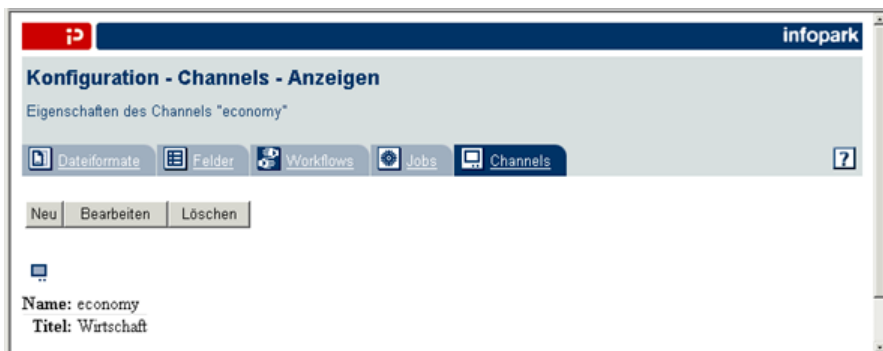 infopark
Konfiguration - Channels - Anzeigen
Eigenschaften des Channels "economy"
Dateiformate Felder Workflows Jobs Channels ?
Neu Bearbeiten Löschen
Name: economy
Titel: Wirtschaft